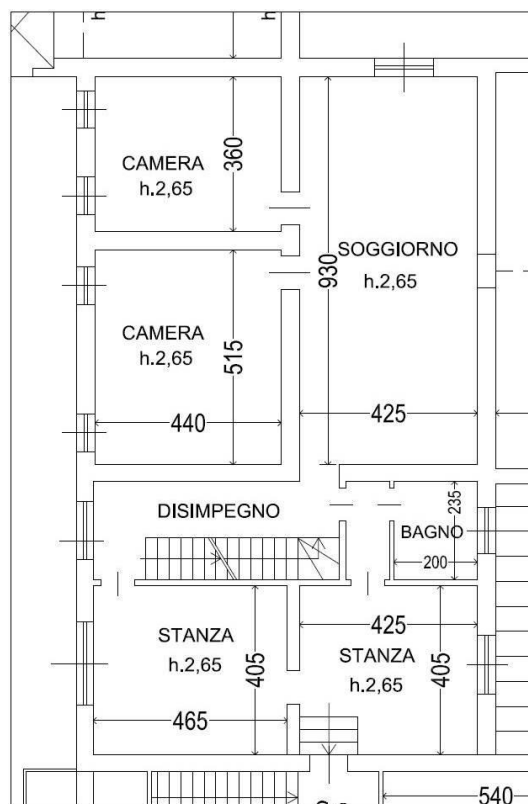 CAMERA
h.2,65
360
SOGGIORNO
h.2,65
930
CAMERA
h.2,65
515
440
425
DISIMPEGNO
235
BAGNO
200
STANZA
h.2,65
405
465
425
STANZA
h.2,65
405
540